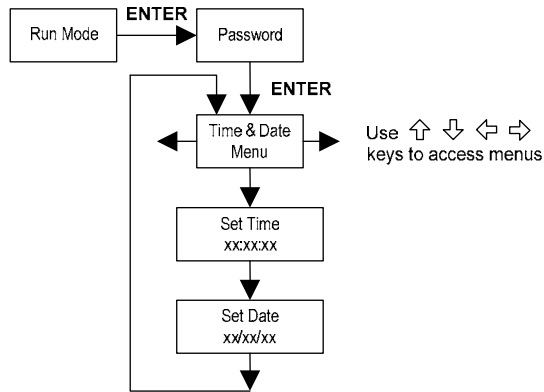 ENTER
Run Mode
Password
ENTER
Time & Date
Menu
Use ⇧ ⇩ ⇦ ⇨
keys to access menus
Set Time
xx:xx:xx
Set Date
xx/xx/xx